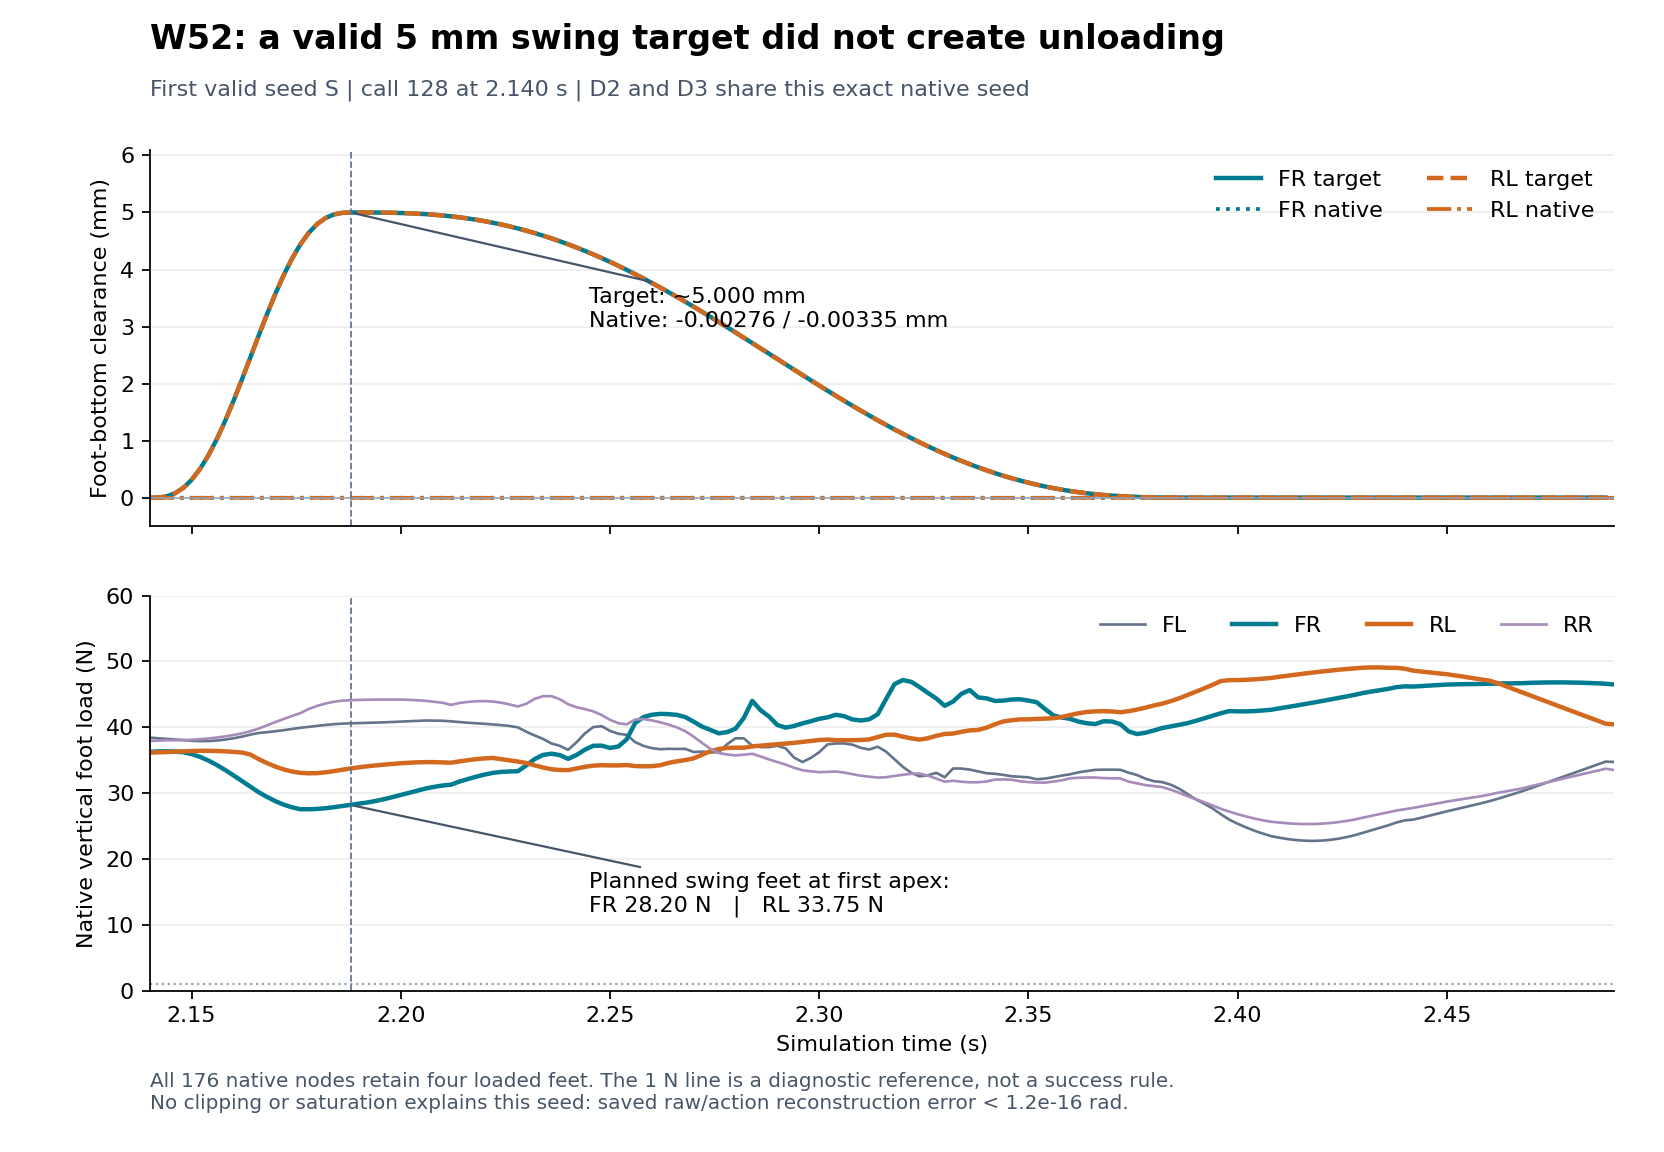 W52: a valid 5 mm swing target did not create unloading
First valid seed S | call 128 at 2.140 s | D2 and D3 share this exact native seed
Foot-bottom clearance (mm)
6
5
4
3
2
1
0
FR target
RL target
FR native
RL native
Target: ~5.000 mm
Native: -0.00276 / -0.00335 mm
Native vertical foot load (N)
60
50
40
30
20
10
0
FL
FR
RL
RR
Planned swing feet at first apex:
FR 28.20 N | RL 33.75 N
2.15
2.20
2.25
2.30
2.35
2.40
2.45
Simulation time (s)
All 176 native nodes retain four loaded feet. The 1 N line is a diagnostic reference, not a success rule.
No clipping or saturation explains this seed: saved raw/action reconstruction error < 1.2e-16 rad.